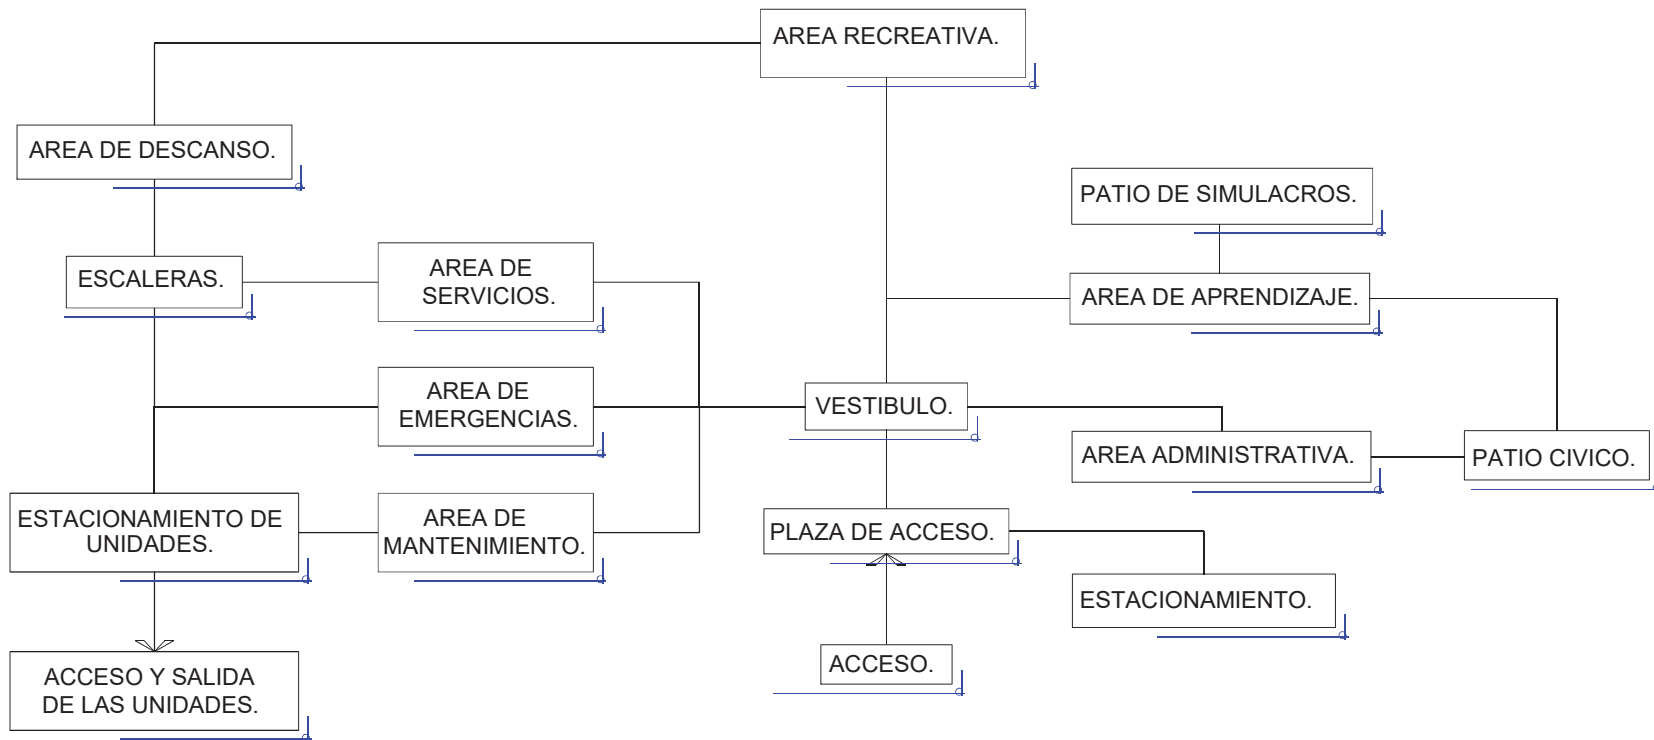 AREA RECREATIVA.
AREA DE DESCANSO.
PATIO DE SIMULACROS.
ESCALERAS.
AREA DE
SERVICIOS.
AREA DE APRENDIZAJE.
AREA DE
EMERGENCIAS.
VESTIBULO.
AREA ADMINISTRATIVA.
PATIO CIVICO.
ESTACIONAMIENTO DE
UNIDADES.
AREA DE
MANTENIMIENTO.
PLAZA DE ACCESO.
ESTACIONAMIENTO.
ACCESO Y SALIDA
DE LAS UNIDADES.
ACCESO.